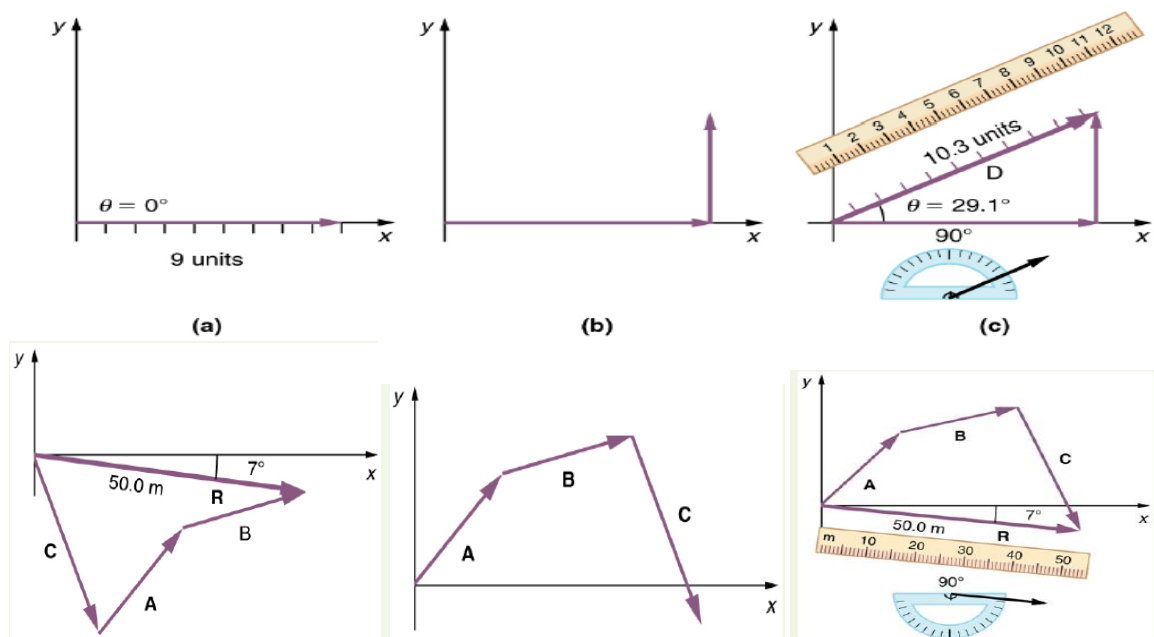 y
θ = 0°
x
9 units
(a)
y
x
(b)
y
1 2 3 4 5 6 7 8 9 10 11 12
10.3 units
D
θ = 29.1°
x
90°
(c)
y
7°
x
50.0 m
R
C
B
A
y
B
A
C
x
y
B
A
C
7°
x
50.0 m
R
m 10 20 30 40 50
90°